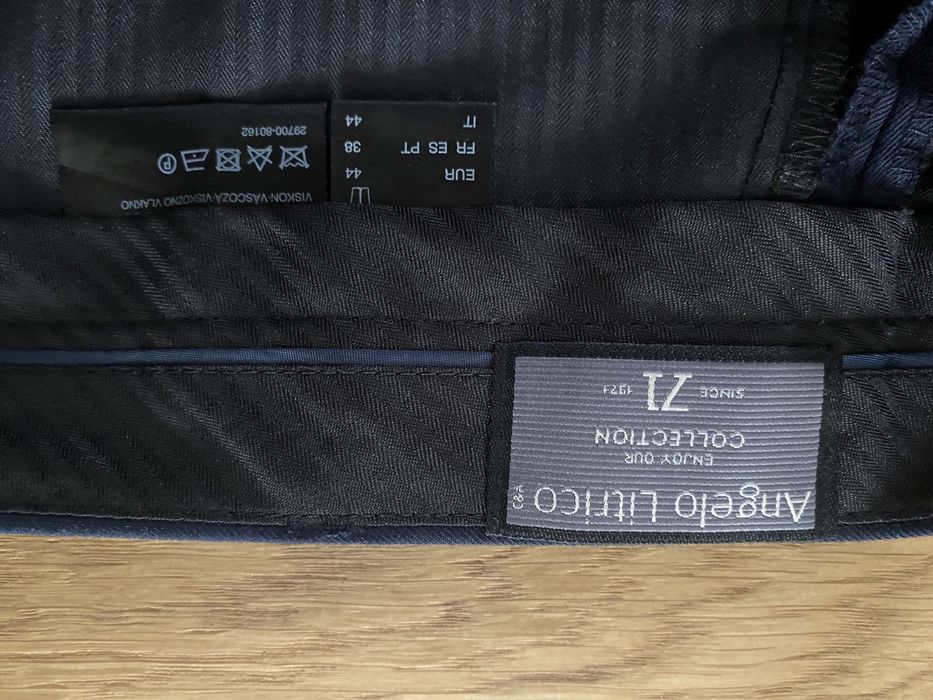 Angelo Litrico
C&A
ENJOY OUR
COLLECTION
SINCE 71 1971
EUR 44
FR ES PT 38
IT 44
VISKON-VÁSCOZĂ-VISKOZNO VLAKNO
P
29700-80162